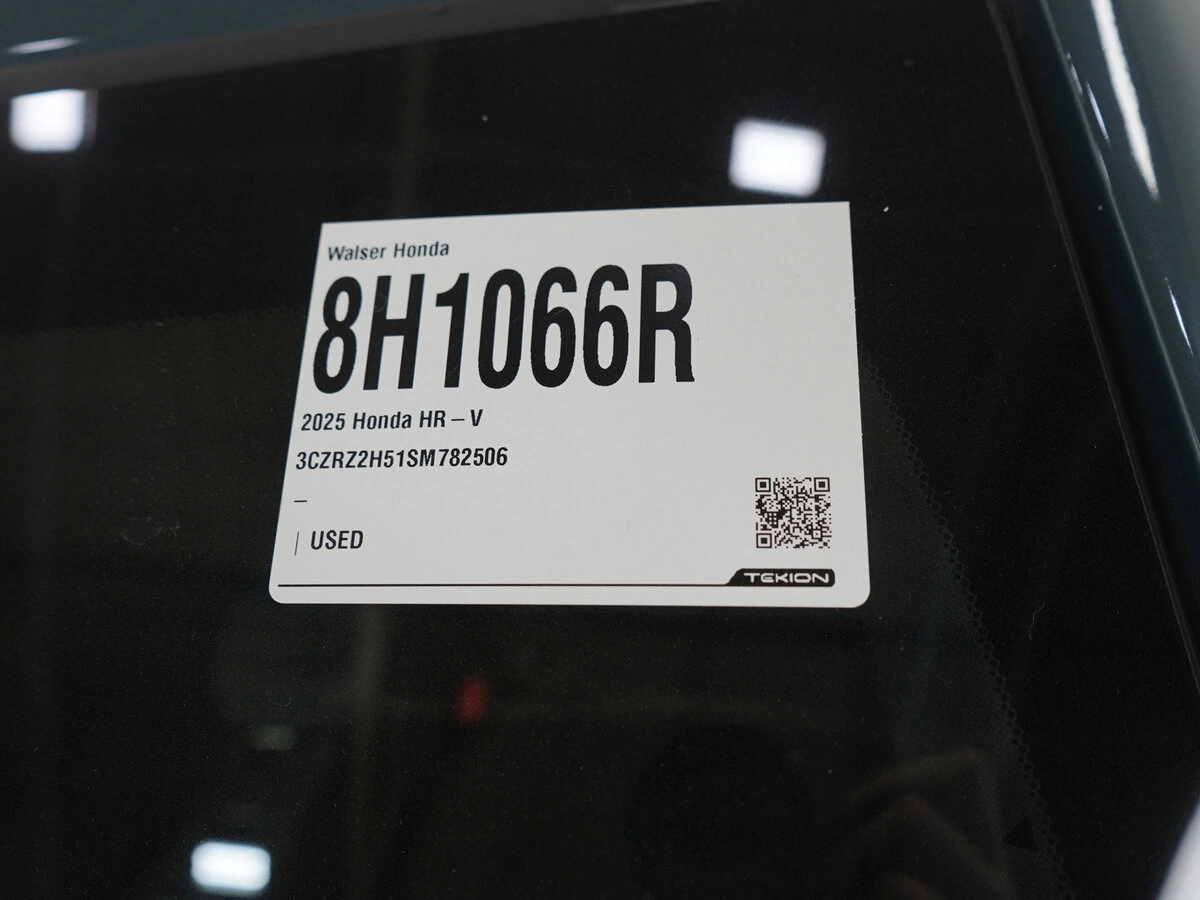 Walser Honda
8H1066R
2025 Honda HR – V
3CZRZ2H51SM782506
–
| USED
TEKION